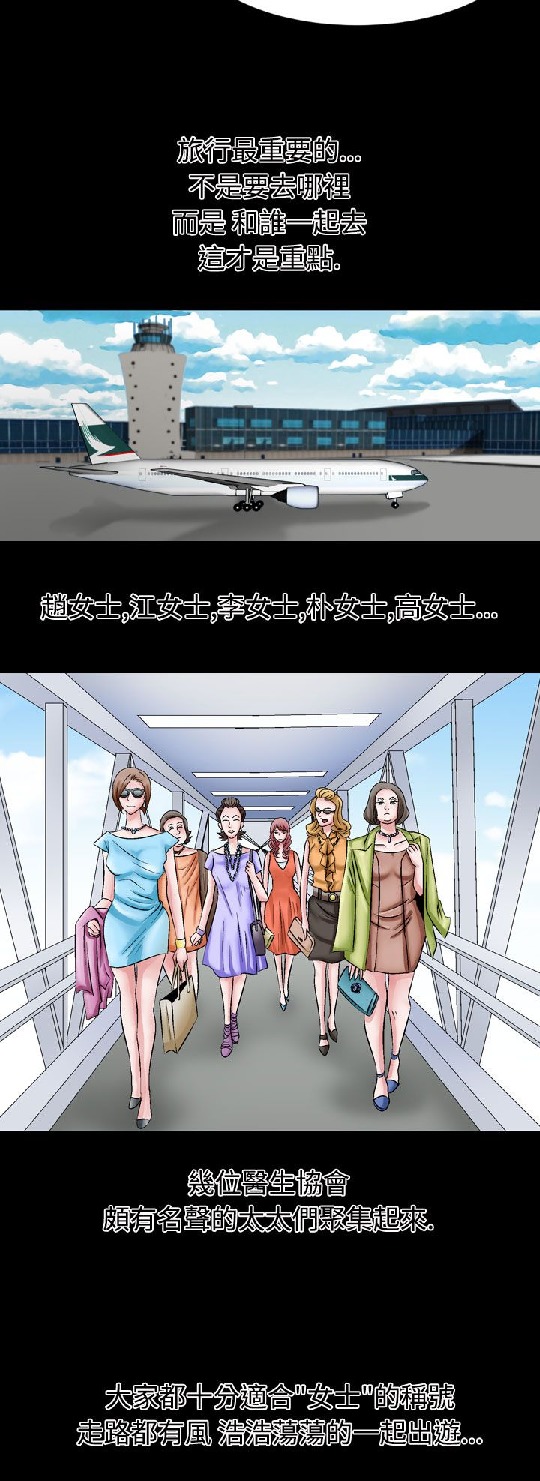 旅行最重要的...
不是要去哪裡
而是 和誰一起去
這才是重點.
趙女士,江女士,李女士,朴女士,高女士...
幾位醫生協會
頗有名聲的太太們聚集起來.
大家都十分適合"女士"的稱號
走路都有風 浩浩蕩蕩的一起出遊...